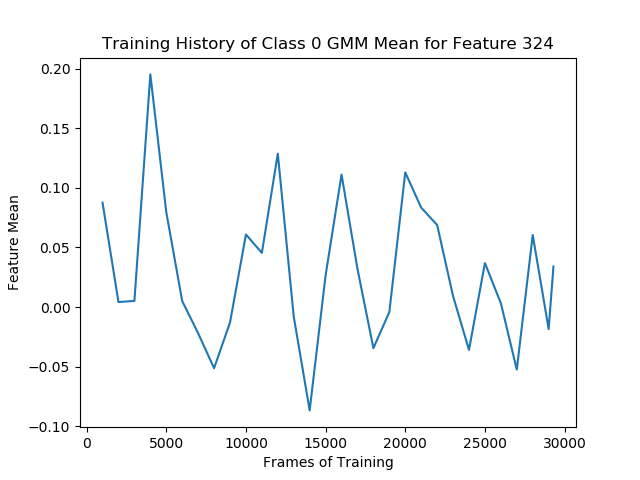 Training History of Class 0 GMM Mean for Feature 324
0.20
0.15
0.10
0.05
0.00
−0.05
−0.10
Feature Mean
0 5000 10000 15000 20000 25000 30000
Frames of Training